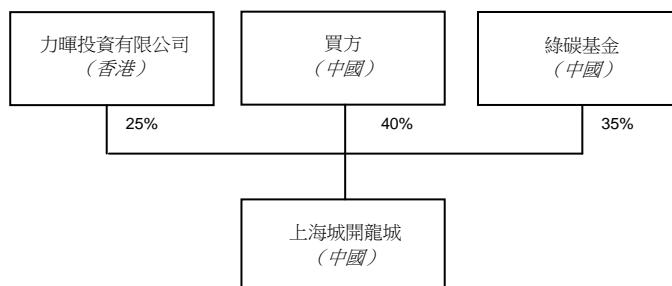 力暉投資有限公司
（香港）
買方
（中國）
綠碳基金
（中國）
25%
40%
35%
上海城開龍城
（中國）